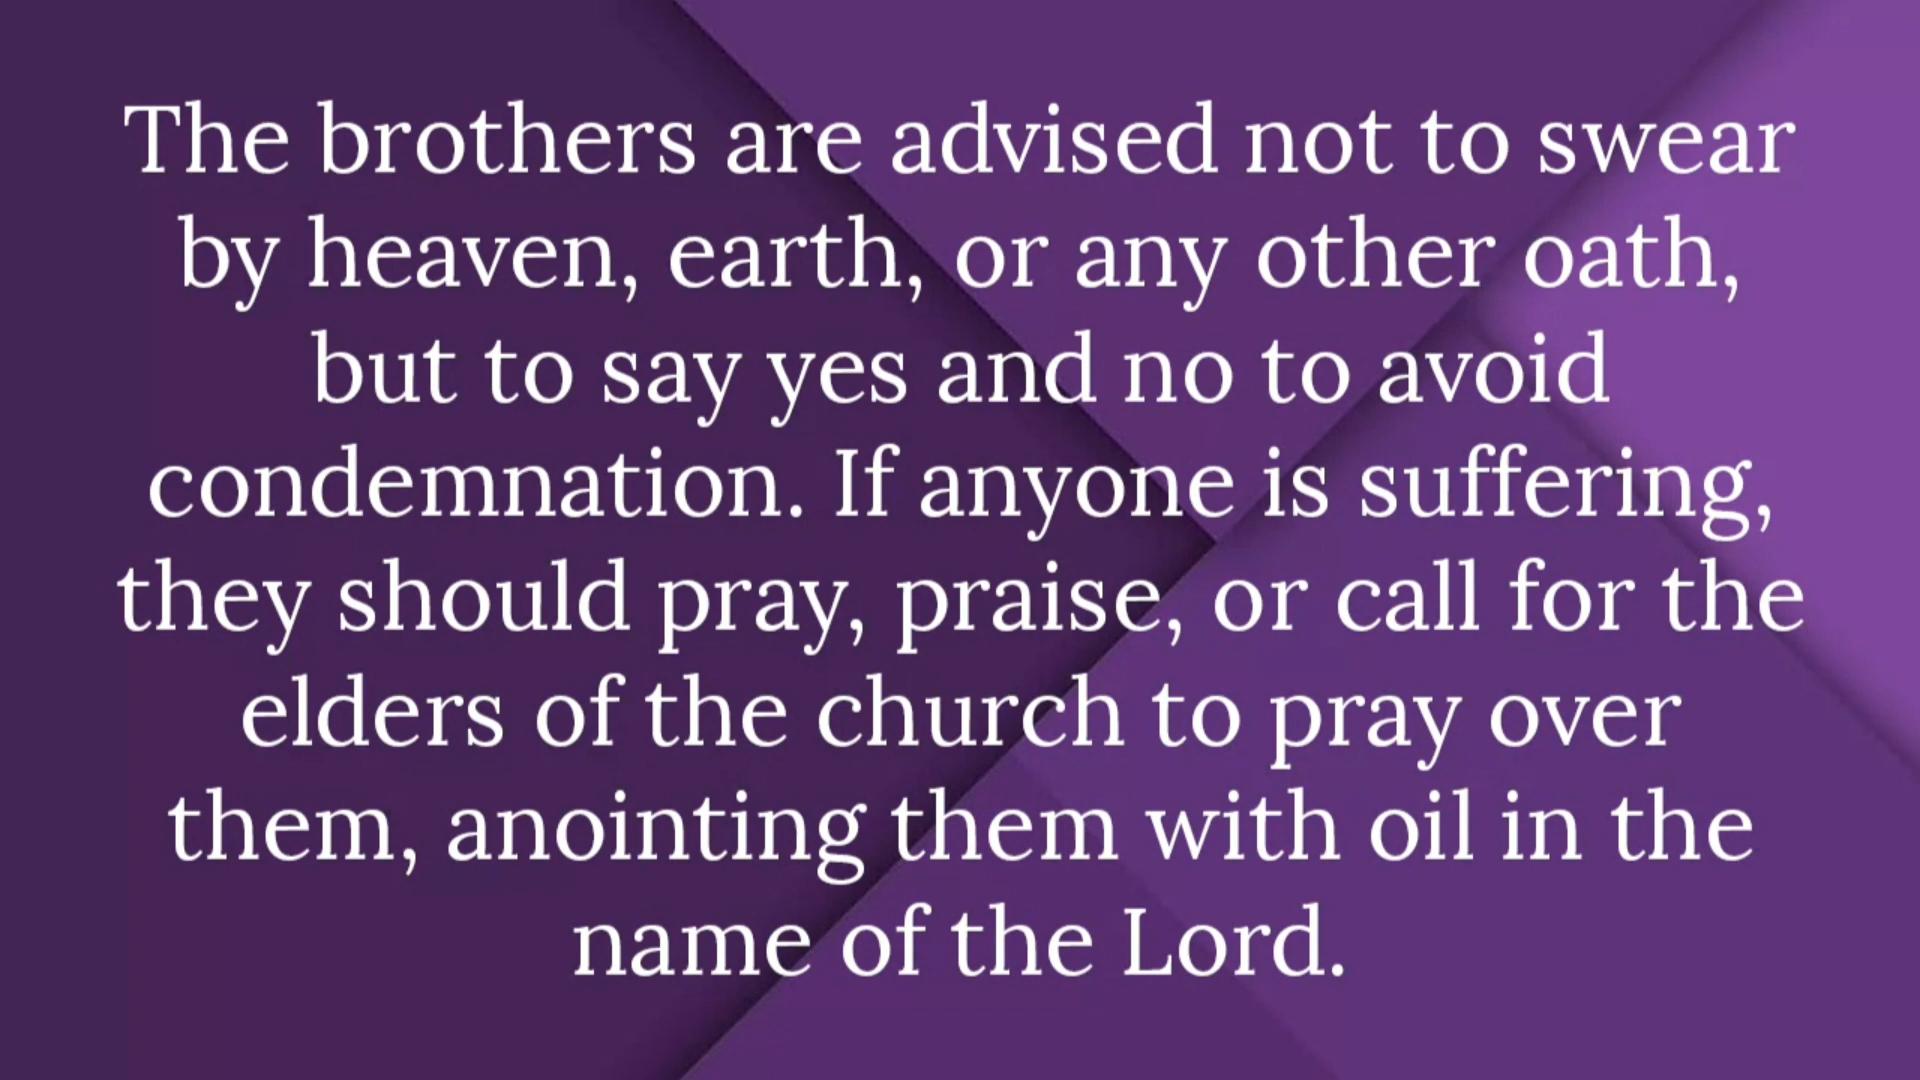 The brothers are advised not to swear
by heaven, earth, or any other oath,
but to say yes and no to avoid
condemnation. If anyone is suffering,
they should pray, praise, or call for the
elders of the church to pray over
them, anointing them with oil in the
name of the Lord.